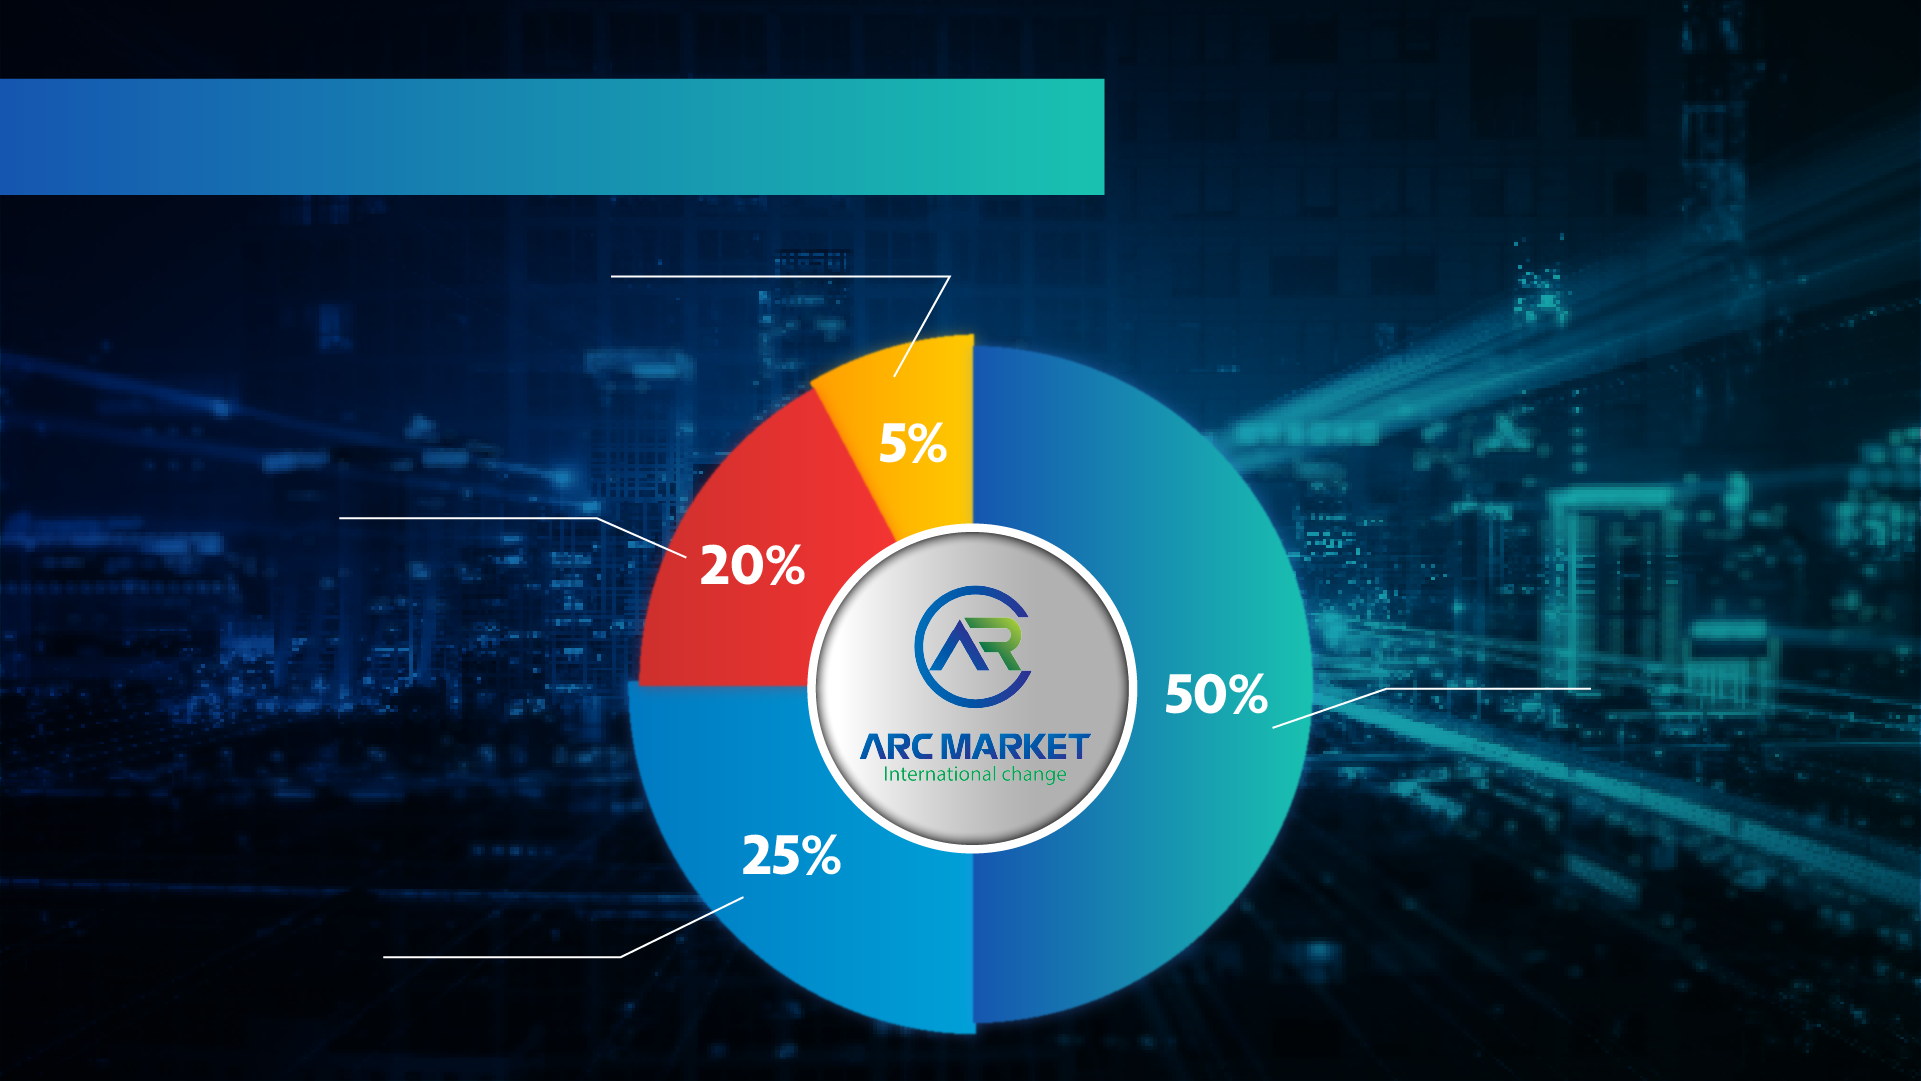 5%
20%
50%
25%
ARC MARKET
International change